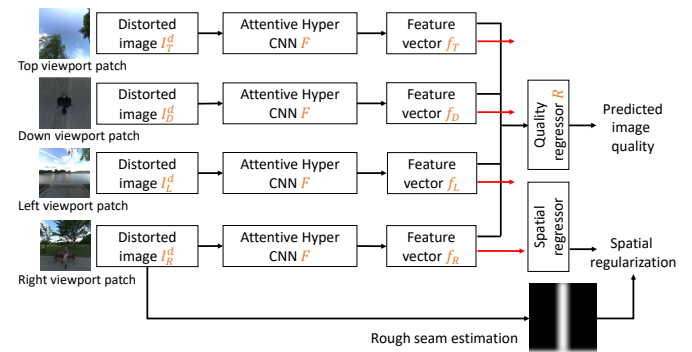 Distorted
image I_T^d
Attentive Hyper
CNN F
Feature
vector f_T
Top viewport patch
Distorted
image I_D^d
Attentive Hyper
CNN F
Feature
vector f_D
Down viewport patch
Distorted
image I_L^d
Attentive Hyper
CNN F
Feature
vector f_L
Left viewport patch
Distorted
image I_R^d
Attentive Hyper
CNN F
Feature
vector f_R
Right viewport patch
Quality
regressor R
Predicted
image
quality
Spatial
regressor
Spatial
regularization
Rough seam estimation